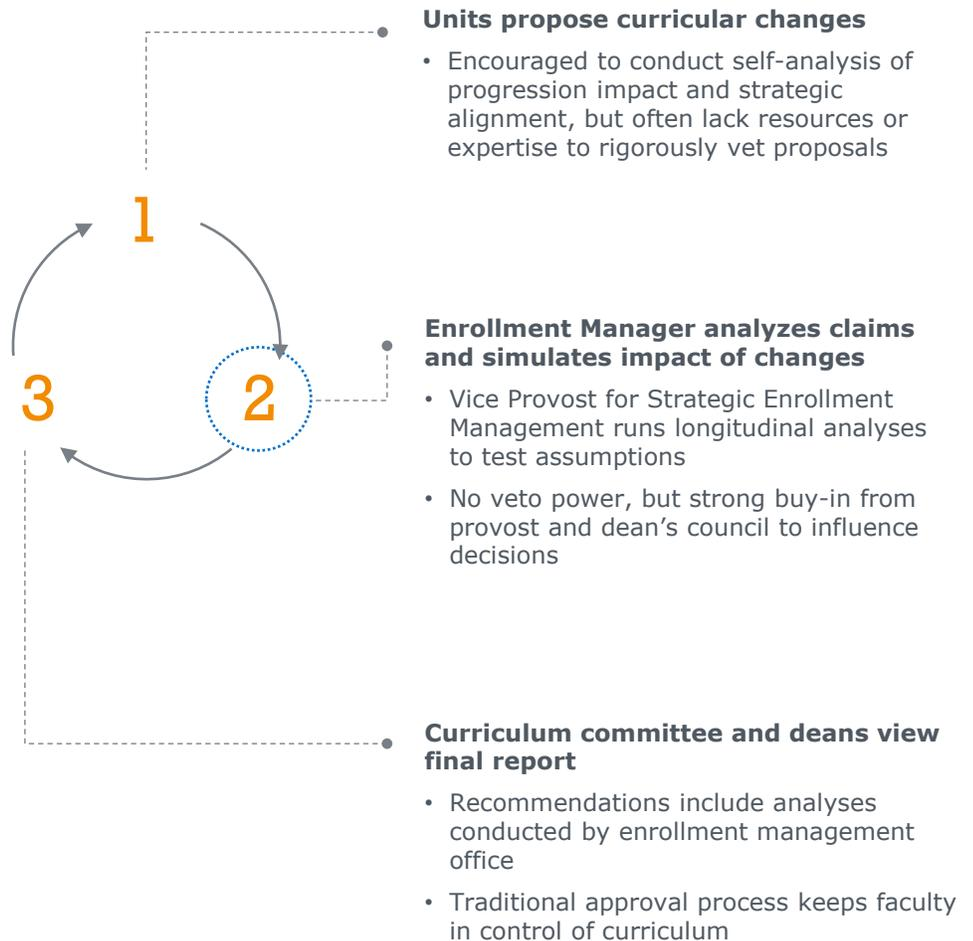 Units propose curricular changes
• Encouraged to conduct self-analysis of
progression impact and strategic
alignment, but often lack resources or
expertise to rigorously vet proposals
1
Enrollment Manager analyzes claims
and simulates impact of changes
3
2
• Vice Provost for Strategic Enrollment
Management runs longitudinal analyses
to test assumptions
• No veto power, but strong buy-in from
provost and dean’s council to influence
decisions
Curriculum committee and deans view
final report
• Recommendations include analyses
conducted by enrollment management
office
• Traditional approval process keeps faculty
in control of curriculum